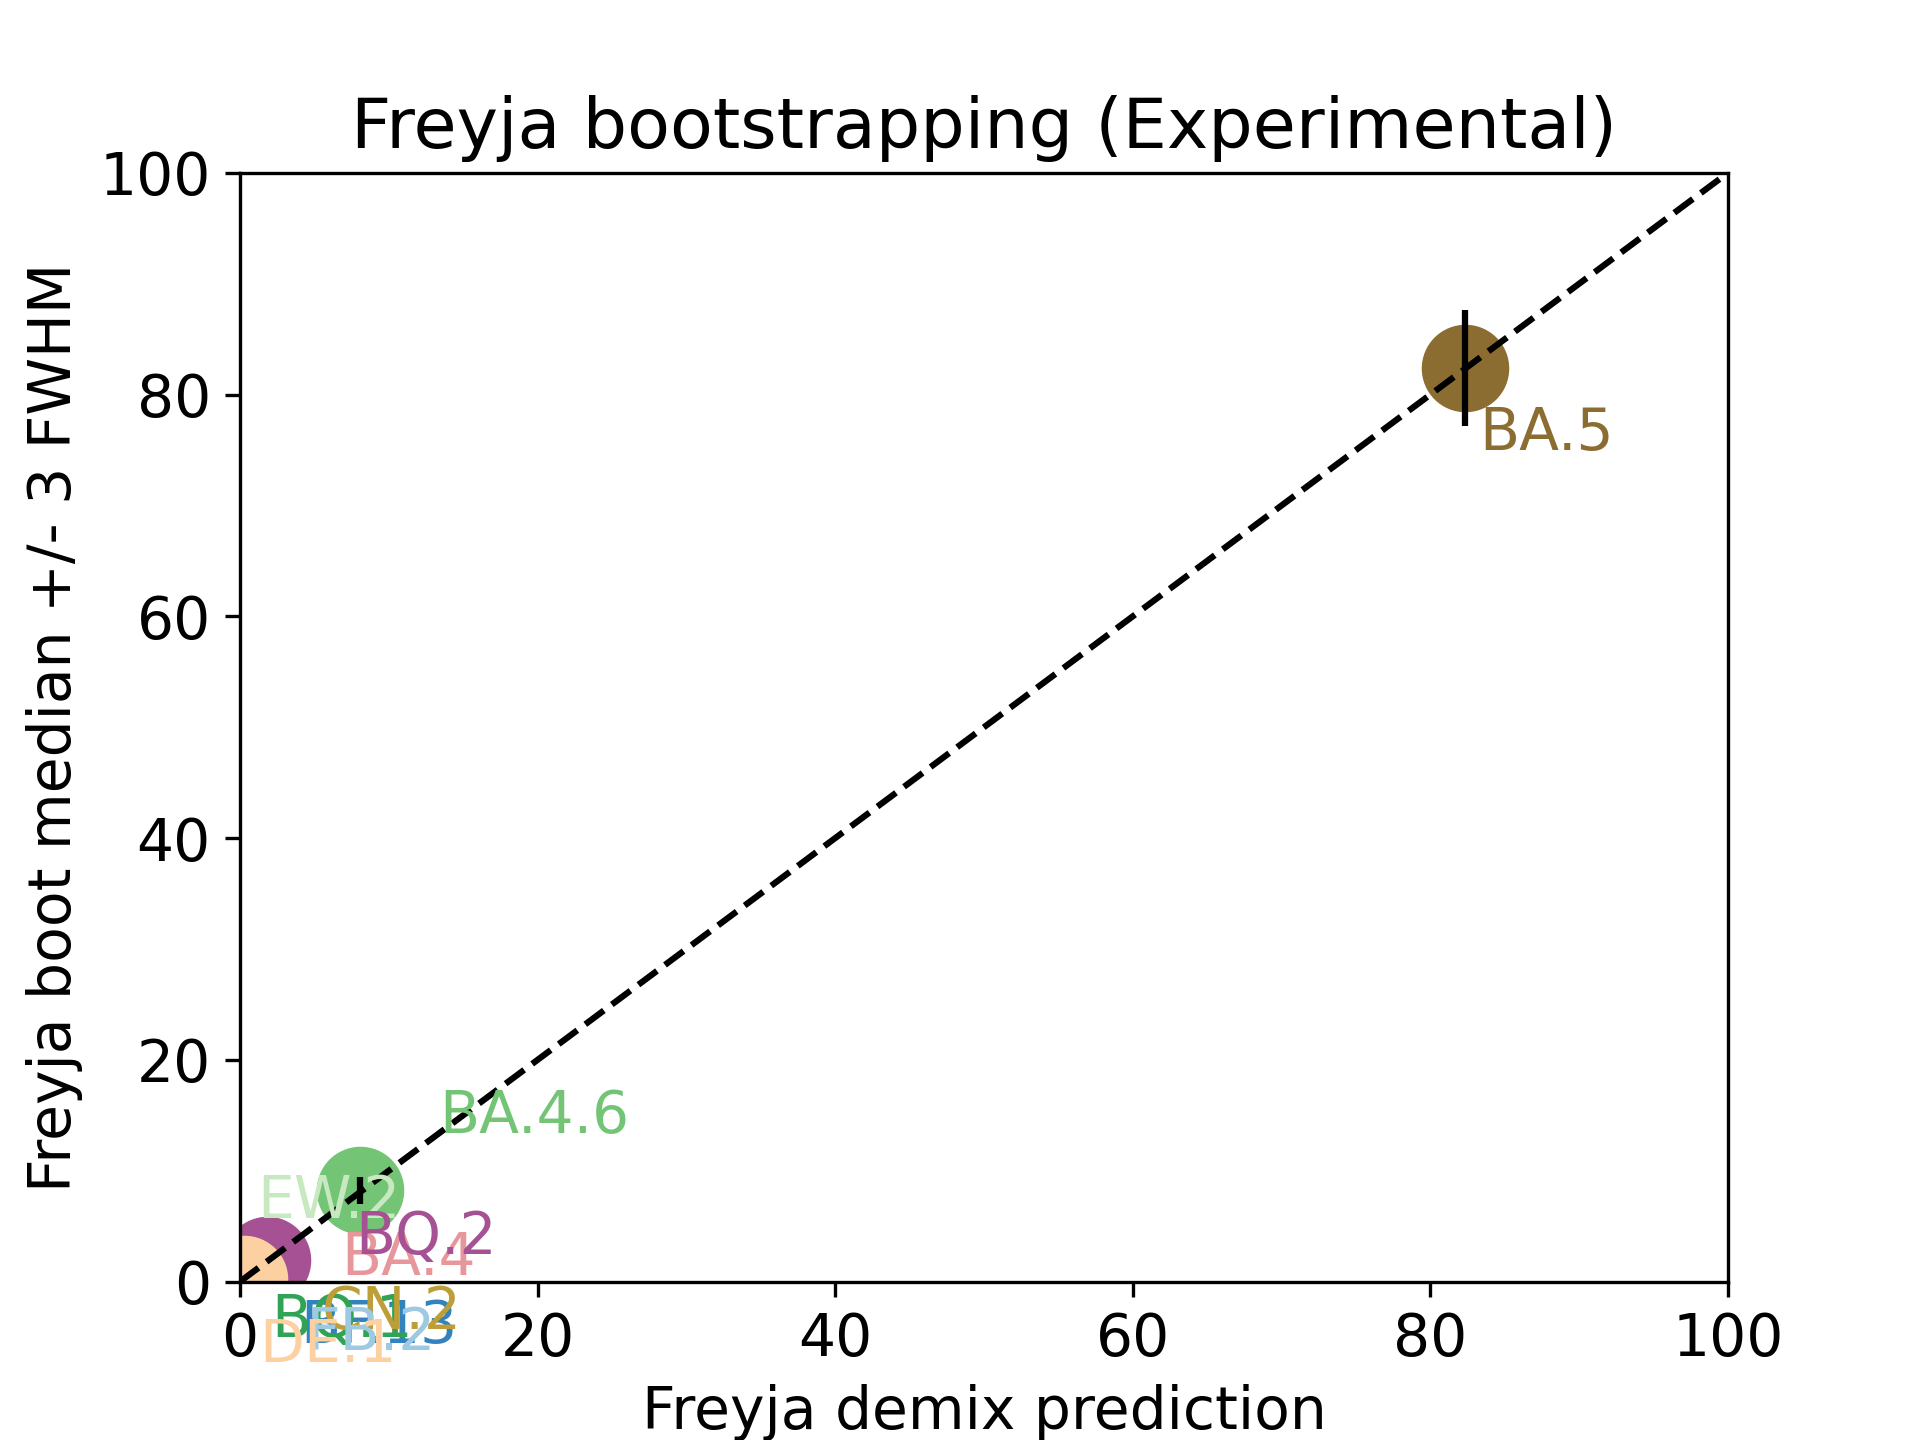 Freyja bootstrapping (Experimental)
Freyja boot median +/- 3 FWHM
100
80
60
40
20
0
BA.5
BA.4.6
EW.2
BQ.2
BA.4
CN.2
BQ.1
DE.1
0
20
40
60
80
100
Freyja demix prediction